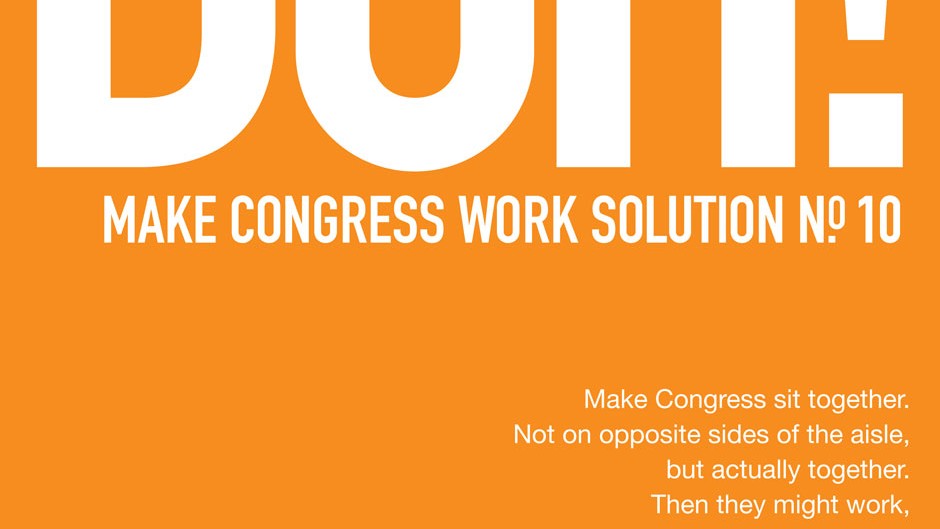 MAKE CONGRESS WORK SOLUTION Nº 10
Make Congress sit together.
Not on opposite sides of the aisle,
but actually together.
Then they might work,